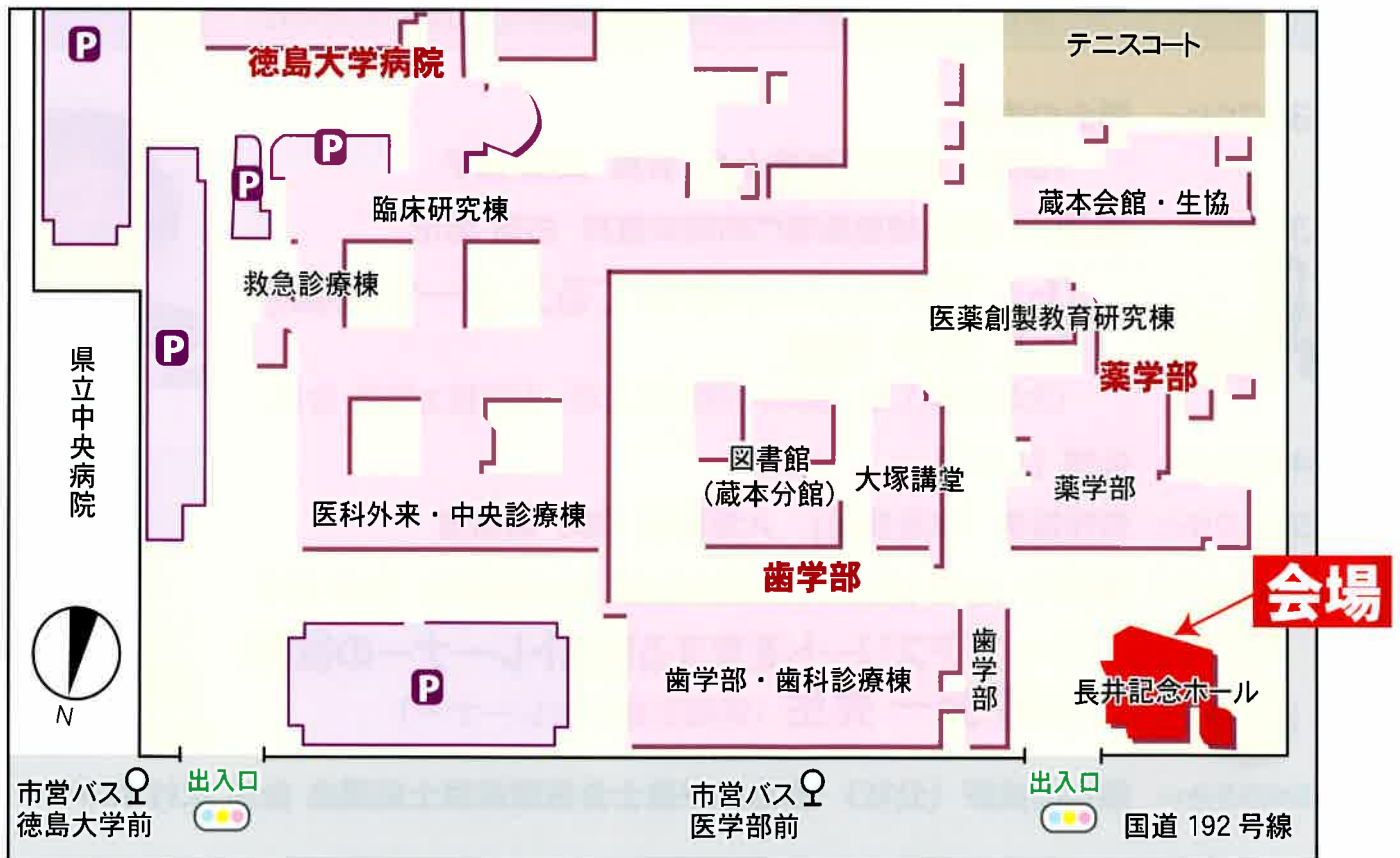 P
徳島大学病院
テニスコート
P
P
臨床研究棟
蔵本会館・生協
救急診療棟
医薬創製教育研究棟
P
県立中央病院
薬学部
図書館
(蔵本分館)
大塚講堂
薬学部
医科外来・中央診療棟
歯学部
会場
歯学部・歯科診療棟
歯学部
長井記念ホール
P
N
市営バス
徳島大学前
出入口
市営バス
医学部前
出入口
国道 192 号線